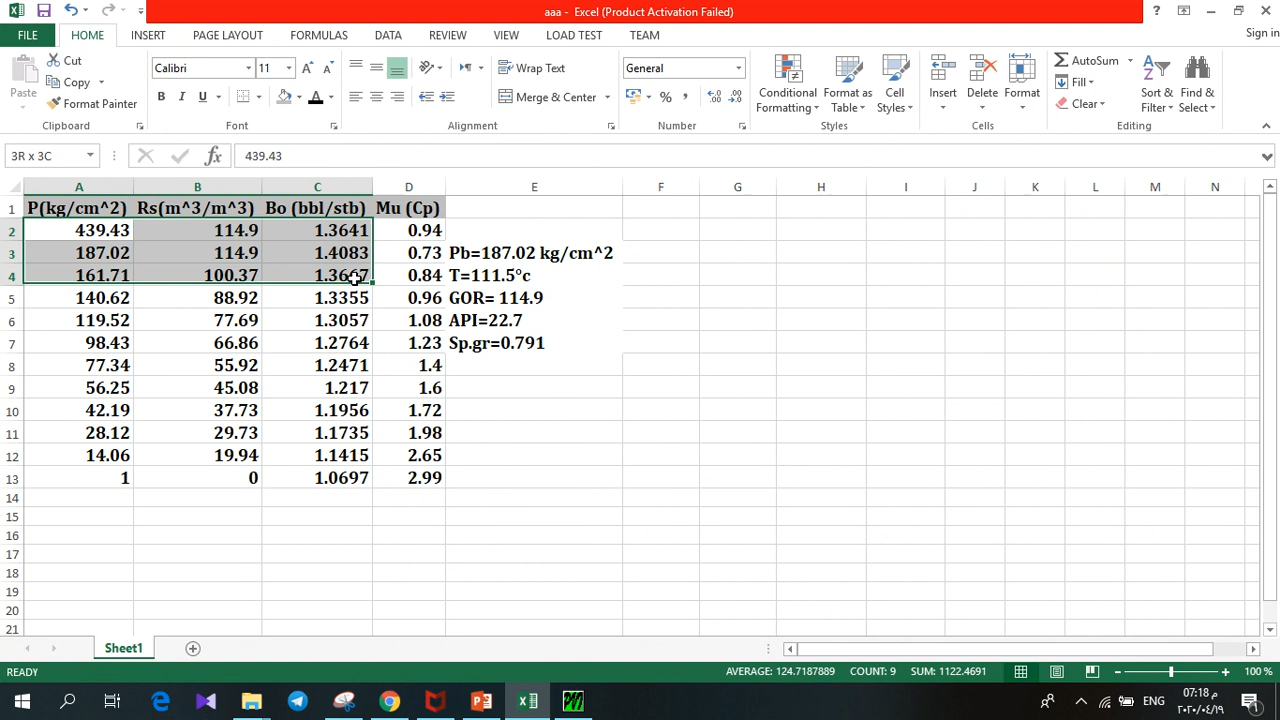 aaa - Excel (Product Activation Failed)
FILE HOME INSERT PAGE LAYOUT FORMULAS DATA REVIEW VIEW LOAD TEST TEAM Sign in
Cut
Copy
Format Painter
Paste
Clipboard
Calibri 11
Font
Wrap Text
Merge & Center
Alignment
General
Number
Conditional Formatting
Format as Table
Cell Styles
Styles
Insert Delete Format
Cells
AutoSum
Fill
Clear
Sort & Filter
Find & Select
Editing
3R x 3C 439.43
A B C D E F G H I J K L M N
1 P(kg/cm^2) Rs(m^3/m^3) Bo (bbl/stb) Mu (Cp)
2 439.43 114.9 1.3641 0.94
3 187.02 114.9 1.4083 0.73 Pb=187.02 kg/cm^2
4 161.71 100.37 0.84 T=111.5°c
5 140.62 88.92 1.3355 0.96 GOR= 114.9
6 119.52 77.69 1.3057 1.08 API=22.7
7 98.43 66.86 1.2764 1.23 Sp.gr=0.791
8 77.34 55.92 1.2471 1.4
9 56.25 45.08 1.217 1.6
10 42.19 37.73 1.1956 1.72
11 28.12 29.73 1.1735 1.98
12 14.06 19.94 1.1415 2.65
13 1 0 1.0697 2.99
14
15
16
17
18
19
20
21
Sheet1
READY AVERAGE: 124.7187889 COUNT: 9 SUM: 1122.4691 100 %
ENG 07:18 م
٢٠٢٠/٠٤/١٩